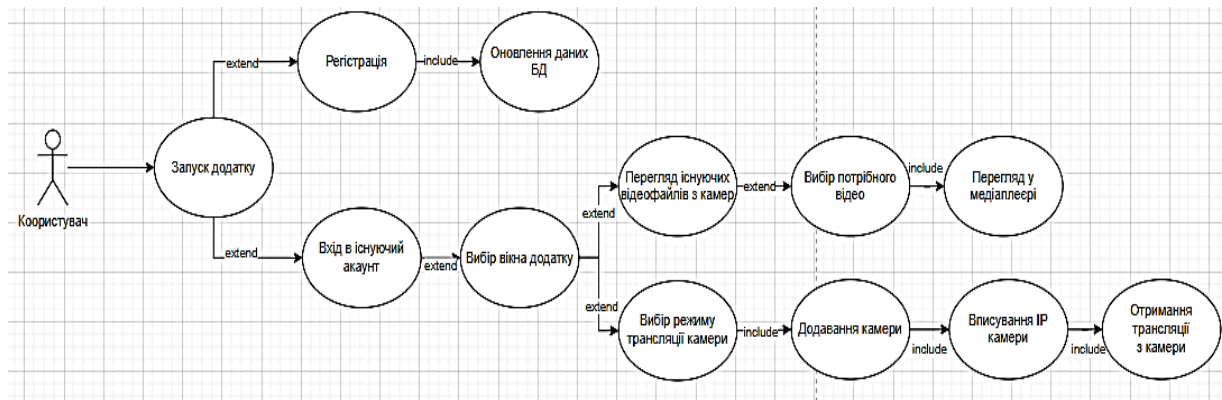 Регістрація
Оновлення даних
БД
extend
include
Запуск додатку
Коористувач
extend
Вхід в існуючий
акаунт
extend
Вибір вікна додатку
extend
Перегляд існуючих
відеофайлів з камер
extend
Вибір потрібного
відео
include
Перегляд у
медіаплеєрі
extend
Вибір режиму
трансляції камери
include
Додавання камери
include
Вписування IP
камери
include
Отримання
трансляції
з камери